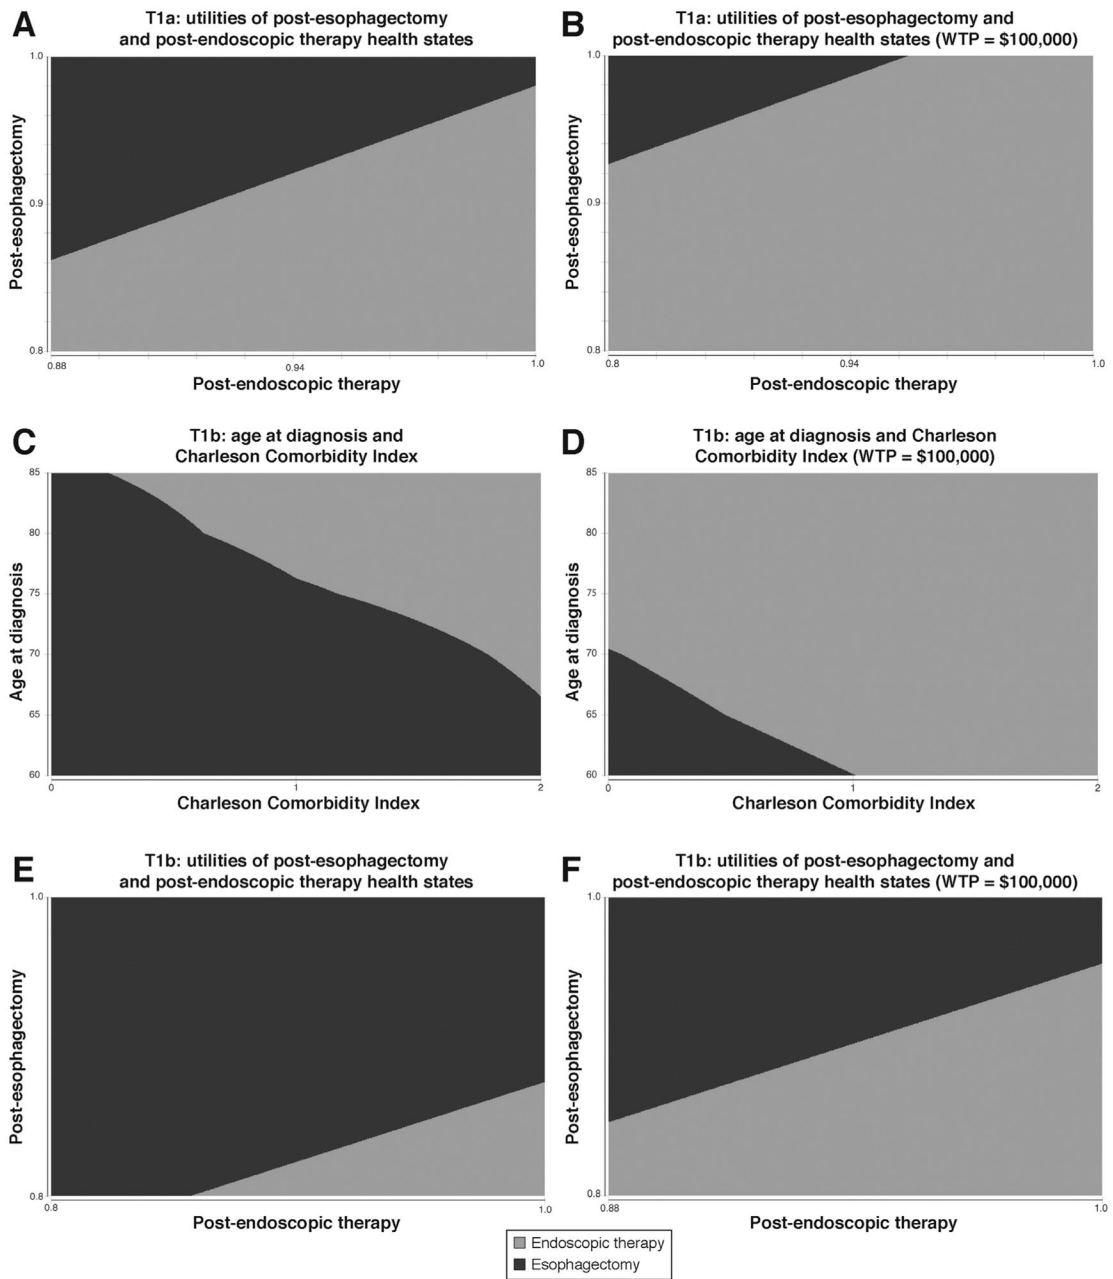 A
T1a: utilities of post-esophagectomy
and post-endoscopic therapy health states
1.0
0.9
0.8
Post-esophagectomy
0.88
0.94
1.0
Post-endoscopic therapy
B
T1a: utilities of post-esophagectomy and
post-endoscopic therapy health states (WTP = $100,000)
1.0
0.9
0.8
Post-esophagectomy
0.8
0.94
1.0
Post-endoscopic therapy
C
T1b: age at diagnosis and
Charleson Comorbidity Index
85
80
75
70
65
60
Age at diagnosis
0
1
2
Charleson Comorbidity Index
D
T1b: age at diagnosis and Charleson
Comorbidity Index (WTP = $100,000)
85
80
75
70
65
60
Age at diagnosis
0
1
2
Charleson Comorbidity Index
E
T1b: utilities of post-esophagectomy
and post-endoscopic therapy health states
1.0
0.8
Post-esophagectomy
0.8
1.0
Post-endoscopic therapy
F
T1b: utilities of post-esophagectomy and
post-endoscopic therapy health states (WTP = $100,000)
1.0
0.8
Post-esophagectomy
0.88
1.0
Post-endoscopic therapy
Endoscopic therapy
Esophagectomy